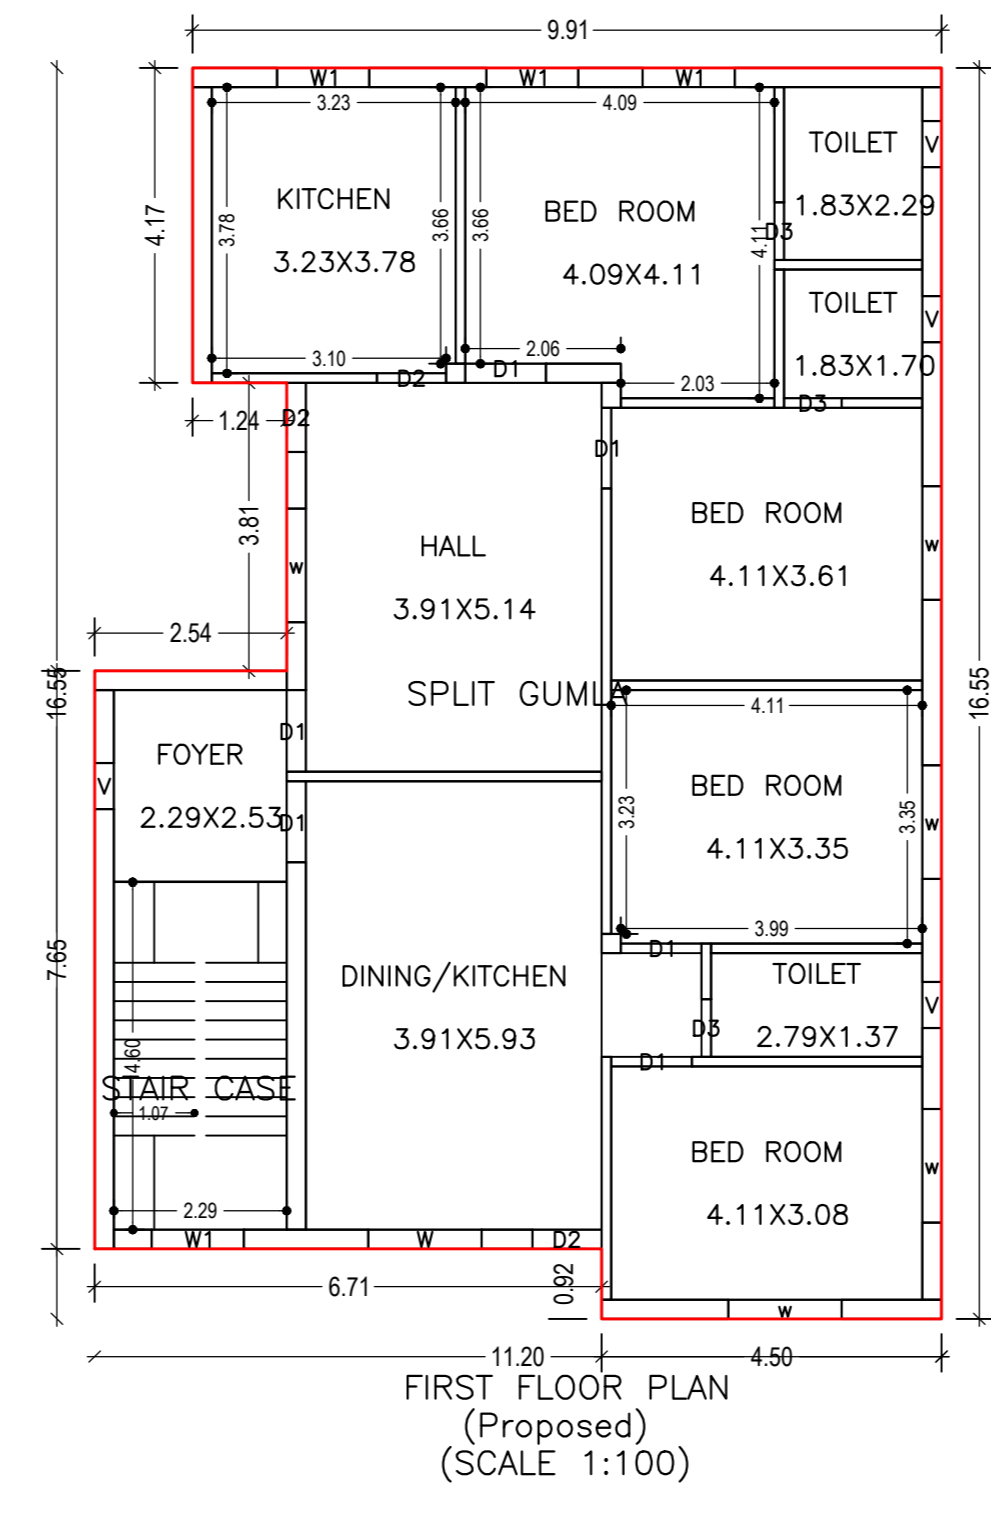 9.91
W1
W1
W1
3.23
4.09
TOILET
V
1.83X2.29
KITCHEN
3.23X3.78
BED ROOM
4.09X4.11
4.17
3.78
3.66
3.66
4.11
D3
TOILET
V
1.83X1.70
3.10
2.06
D2
D1
2.03
D3
1.24
D2
D1
3.81
HALL
3.91X5.14
w
BED ROOM
4.11X3.61
w
2.54
16.55
16.55
SPLIT GUMLA
4.11
D1
FOYER
2.29X2.53
V
D1
BED ROOM
4.11X3.35
3.23
3.35
w
3.99
D1
7.65
DINING/KITCHEN
3.91X5.93
TOILET
2.79X1.37
V
D3
D1
4.60
STAIR CASE
1.07
BED ROOM
4.11X3.08
w
2.29
W1
W
D2
6.71
0.92
w
11.20
4.50
FIRST FLOOR PLAN
(Proposed)
(SCALE 1:100)